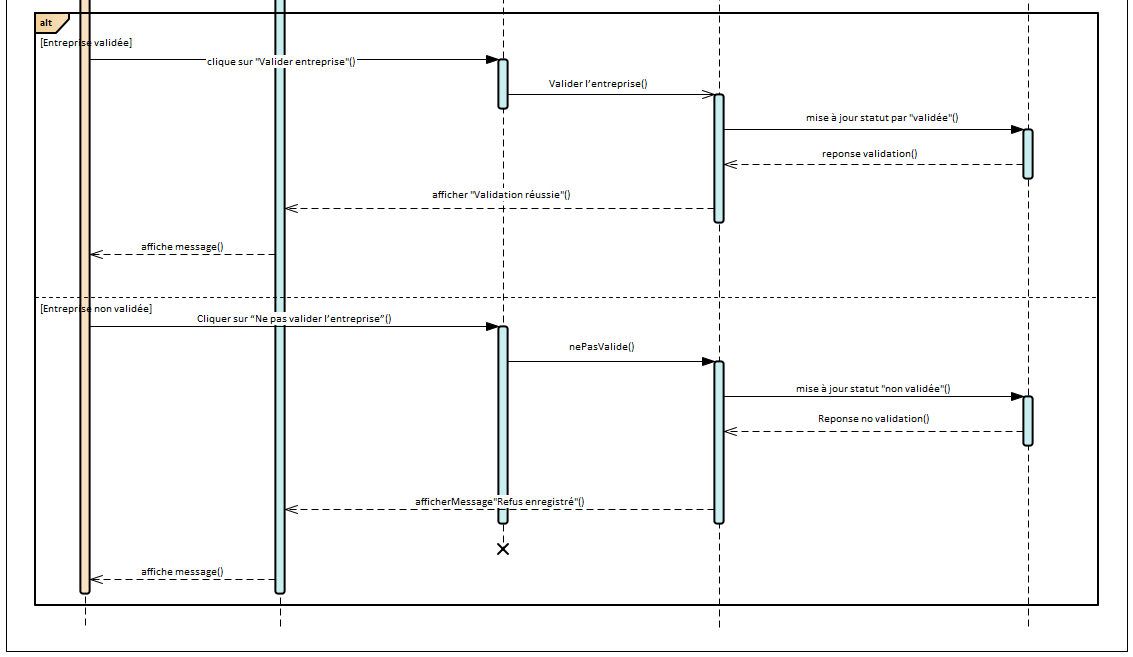 alt
[Entreprise validée]
clique sur "Valider entreprise"()
Valider l'entreprise()
mise à jour statut par "validée"()
reponse validation()
afficher "Validation réussie"()
affiche message()
[Entreprise non validée]
Cliquer sur “Ne pas valider l’entreprise”()
nePasValide()
mise à jour statut "non validée"()
Reponse no validation()
afficherMessage"Refus enregistré"()
affiche message()